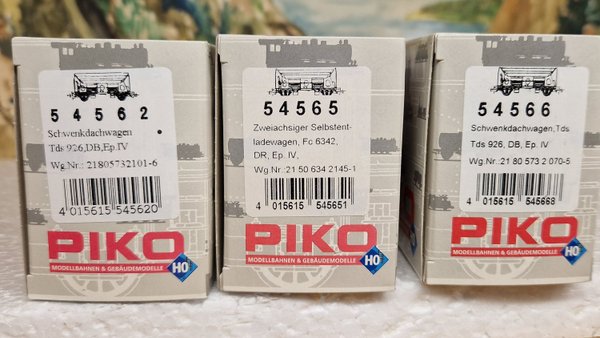 54562
Schwenkdachwagen
Tds 926,DB,Ep.IV
Wg.Nr.: 21805732101-6
4 015615 545620
PIKO
MODELLBAHNEN & GEBÄUDEMODELLE
H0
54565
Zweiachsiger Selbstent-
ladewagen, Fc 6342,
DR, Ep. IV,
Wg.Nr.:21 50 634 2145-1
4 015615 545651
PIKO
MODELLBAHNEN & GEBÄUDEMODELLE
H0
54566
Schwenkdachwagen,Tds
Tds 926, DB, Ep. IV
Wg.Nr.:21 80 573 2 070-5
4 015615 545668
PIKO
MODELLBAHNEN & GEBÄUDEMODELLE
H0